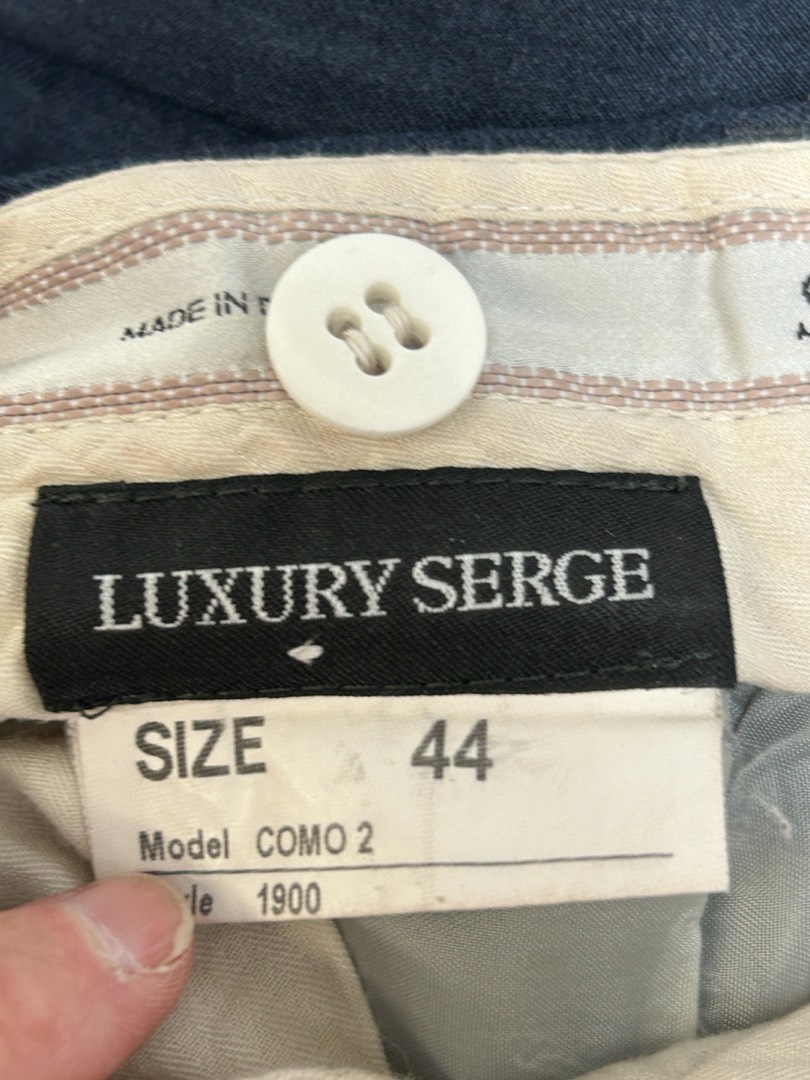 MADE IN
LUXURY SERGE
SIZE 44
Model COMO 2
1900